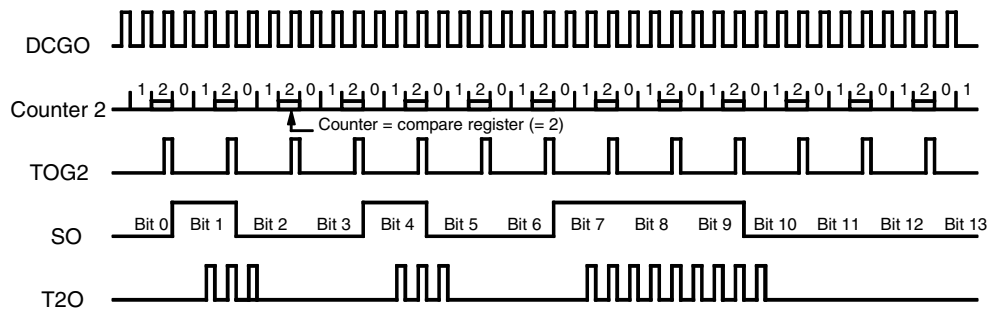 DCGO
1 2 0 1 2 0 1 2 0 1 2 0 1 2 0 1 2 0 1 2 0 1 2 0 1 2 0 1 2 0 1 2 0 1 2 0 1 2 0 1
Counter 2
Counter = compare register (= 2)
TOG2
Bit 0 Bit 1 Bit 2 Bit 3 Bit 4 Bit 5 Bit 6 Bit 7 Bit 8 Bit 9 Bit 10 Bit 11 Bit 12 Bit 13
SO
T2O